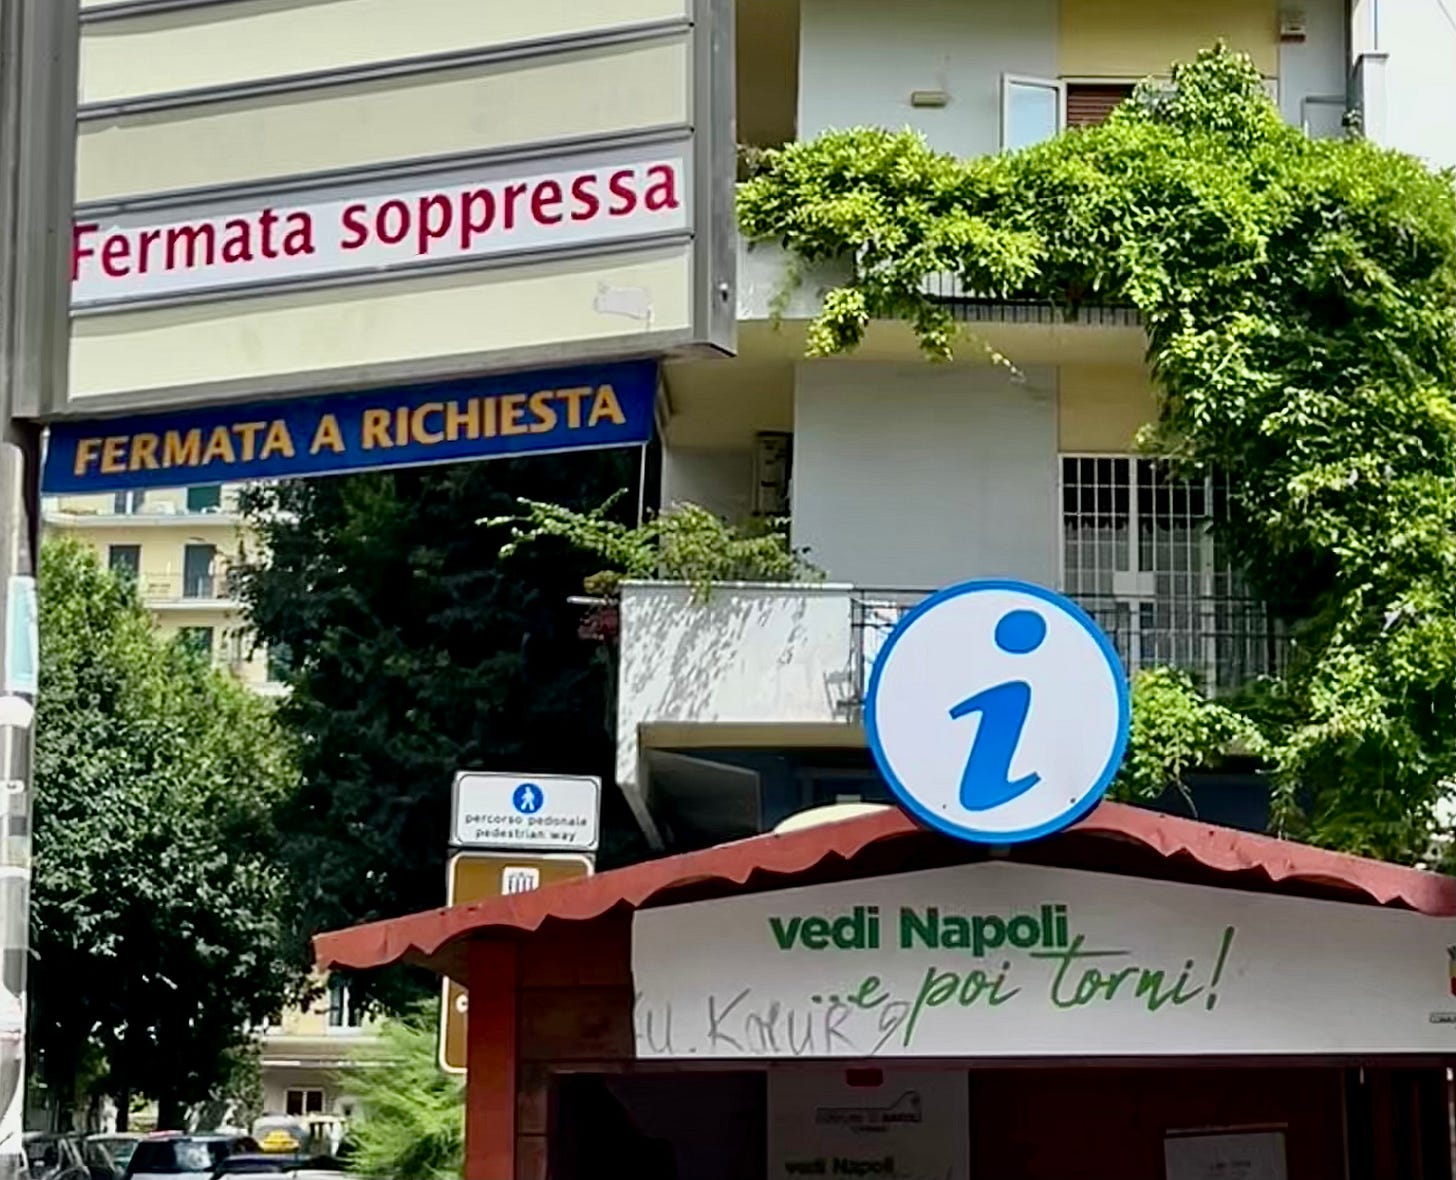 Fermata soppressa
FERMATA A RICHIESTA
i
percorso pedonale
pedestrian way
vedi Napoli
...e poi torni!
vedi Napoli